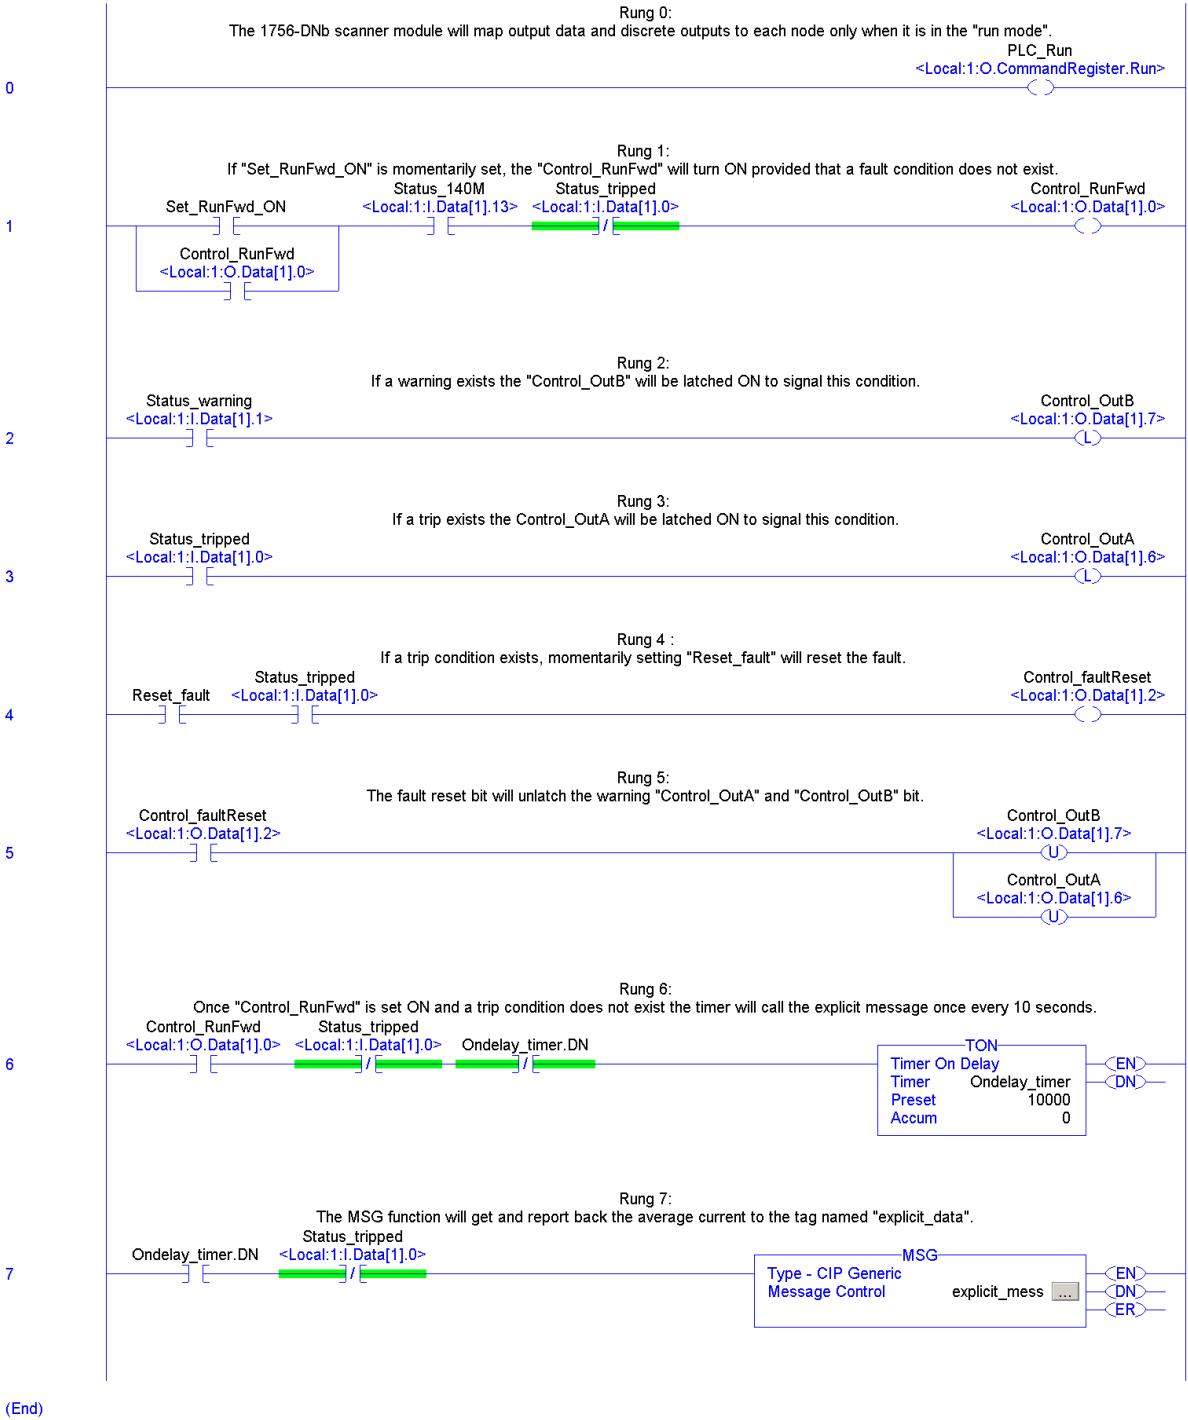 Rung 0:
The 1756-DNb scanner module will map output data and discrete outputs to each node only when it is in the "run mode".
PLC_Run
<Local:1:O.CommandRegister.Run>
0
Rung 1:
If "Set_RunFwd_ON" is momentarily set, the "Control_RunFwd" will turn ON provided that a fault condition does not exist.
Status_140M Status_tripped Control_RunFwd
Set_RunFwd_ON <Local:1:I.Data[1].13> <Local:1:I.Data[1].0> <Local:1:O.Data[1].0>
1 /
Control_RunFwd
<Local:1:O.Data[1].0>
Rung 2:
If a warning exists the "Control_OutB" will be latched ON to signal this condition.
Status_warning Control_OutB
<Local:1:I.Data[1].1> <Local:1:O.Data[1].7>
2 L
Rung 3:
If a trip exists the Control_OutA will be latched ON to signal this condition.
Status_tripped Control_OutA
<Local:1:I.Data[1].0> <Local:1:O.Data[1].6>
3 L
Rung 4 :
If a trip condition exists, momentarily setting "Reset_fault" will reset the fault.
Status_tripped Control_faultReset
Reset_fault <Local:1:I.Data[1].0> <Local:1:O.Data[1].2>
4
Rung 5:
The fault reset bit will unlatch the warning "Control_OutA" and "Control_OutB" bit.
Control_faultReset Control_OutB
<Local:1:O.Data[1].2> <Local:1:O.Data[1].7>
5 U
Control_OutA
<Local:1:O.Data[1].6>
U
Rung 6:
Once "Control_RunFwd" is set ON and a trip condition does not exist the timer will call the explicit message once every 10 seconds.
Control_RunFwd Status_tripped
<Local:1:O.Data[1].0> <Local:1:I.Data[1].0> Ondelay_timer.DN TON
6 / / Timer On Delay EN
Timer Ondelay_timer DN
Preset 10000
Accum 0
Rung 7:
The MSG function will get and report back the average current to the tag named "explicit_data".
Status_tripped
Ondelay_timer.DN <Local:1:I.Data[1].0> MSG
7 / Type - CIP Generic EN
Message Control explicit_mess ... DN
ER
(End)